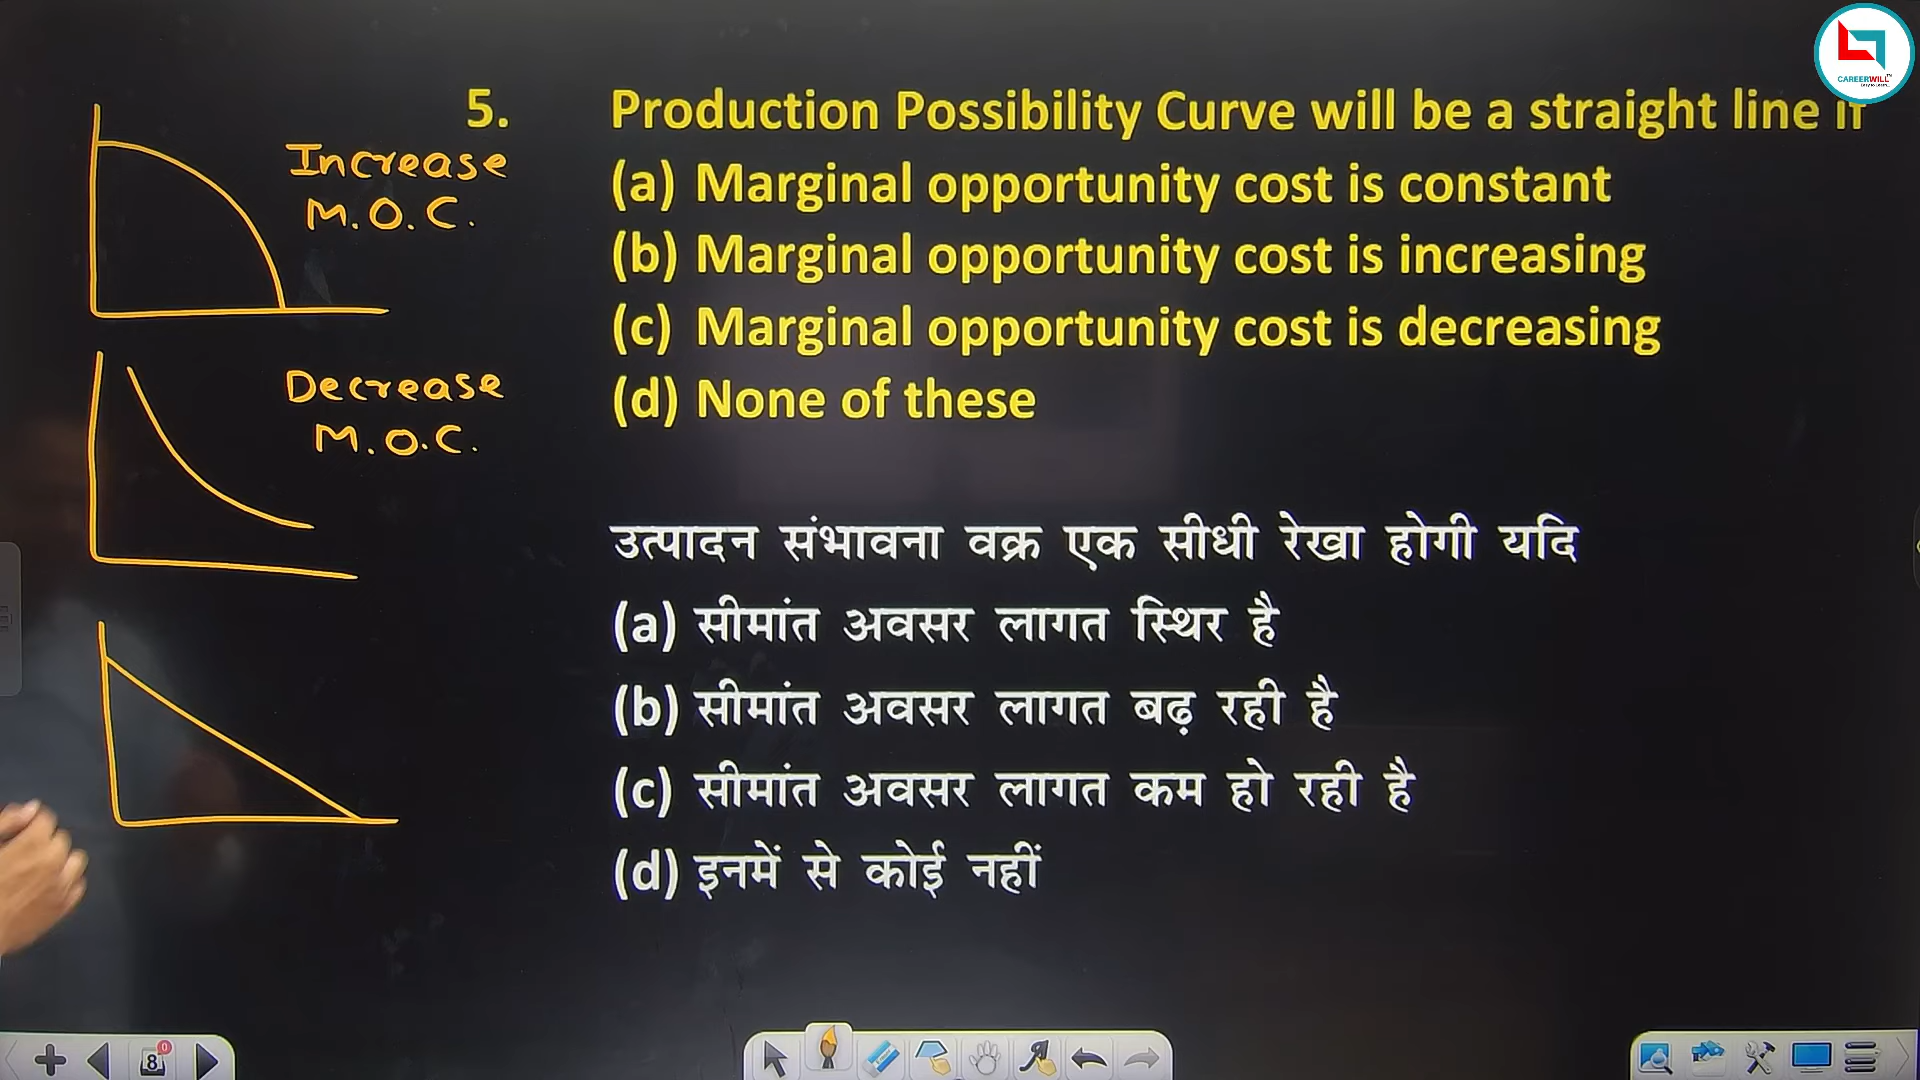 CAREERWILL
5. Production Possibility Curve will be a straight line if
(a) Marginal opportunity cost is constant
(b) Marginal opportunity cost is increasing
(c) Marginal opportunity cost is decreasing
(d) None of these
Increase
M.O.C.
Decrease
M.O.C.
उत्पादन संभावना वक्र एक सीधी रेखा होगी यदि
(a) सीमांत अवसर लागत स्थिर है
(b) सीमांत अवसर लागत बढ़ रही है
(c) सीमांत अवसर लागत कम हो रही है
(d) इनमें से कोई नहीं
8
0